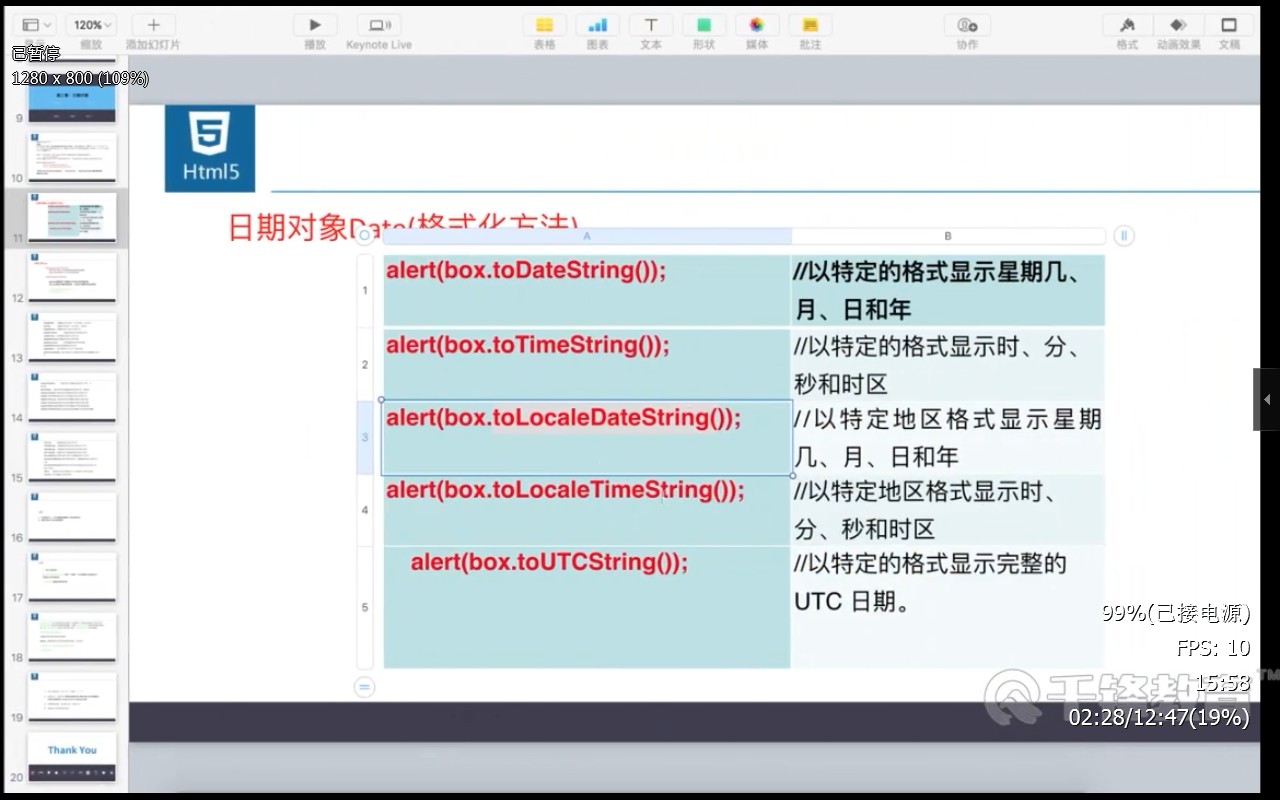 120%
缩放
添加幻灯片
播放
Keynote Live
表格
图表
文本
形状
媒体
批注
协作
格式
动画效果
文稿
已暂停
1280 x 800 (109%)
9
10
11
12
13
14
15
16
17
18
19
20
Thank You
5
Html5
日期对象Date(格式化方法)
A
B
1
alert(box.toDateString());
//以特定的格式显示星期几、
月、日和年
2
alert(box.toTimeString());
//以特定的格式显示时、分、
秒和时区
3
alert(box.toLocaleDateString());
//以特定地区格式显示星期
几、月、日和年
4
alert(box.toLocaleTimeString());
//以特定地区格式显示时、
分、秒和时区
5
alert(box.toUTCString());
//以特定的格式显示完整的
UTC 日期。
99%(已接电源)
FPS: 10
千锋教育 TM
15:58
02:28/12:47(19%)